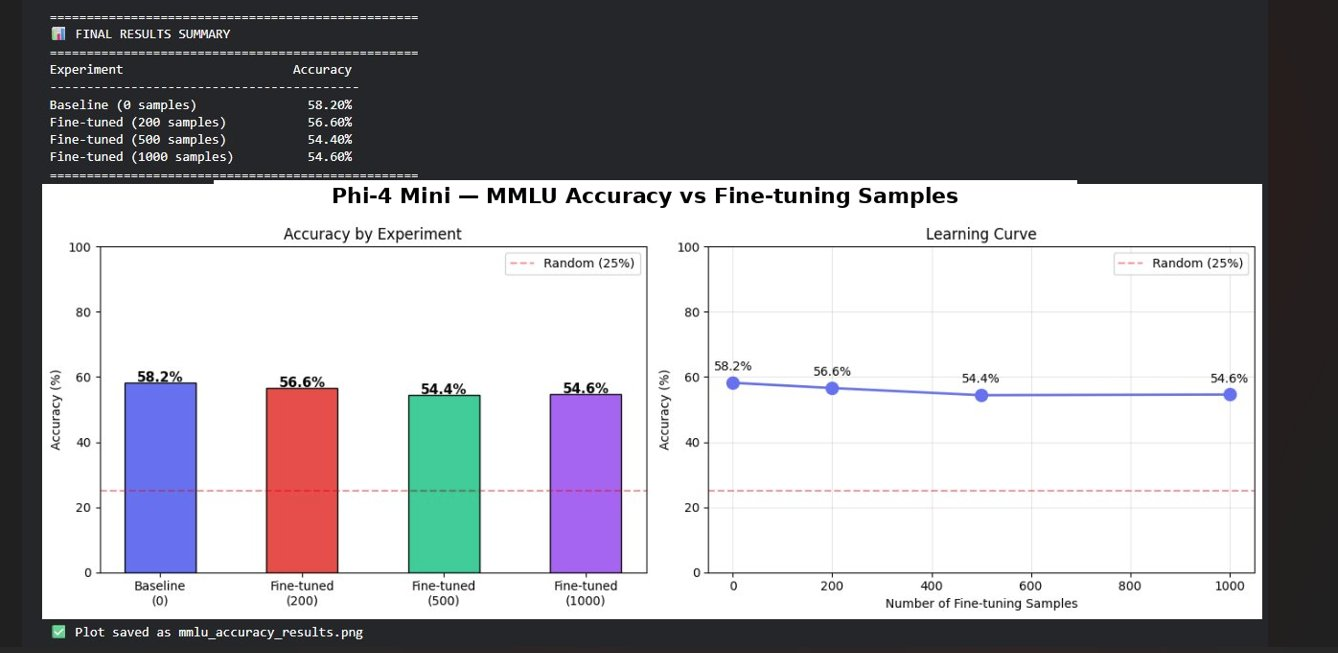 ==================================================
📊 FINAL RESULTS SUMMARY
==================================================
Experiment Accuracy
------------------------------------------
Baseline (0 samples) 58.20%
Fine-tuned (200 samples) 56.60%
Fine-tuned (500 samples) 54.40%
Fine-tuned (1000 samples) 54.60%
==================================================
Phi-4 Mini — MMLU Accuracy vs Fine-tuning Samples
Accuracy by Experiment
Random (25%)
Accuracy (%)
100
80
60
40
20
0
58.2%
56.6%
54.4%
54.6%
Baseline
(0)
Fine-tuned
(200)
Fine-tuned
(500)
Fine-tuned
(1000)
Learning Curve
Random (25%)
Accuracy (%)
100
80
60
40
20
0
58.2%
56.6%
54.4%
54.6%
0 200 400 600 800 1000
Number of Fine-tuning Samples
✅ Plot saved as mmlu_accuracy_results.png